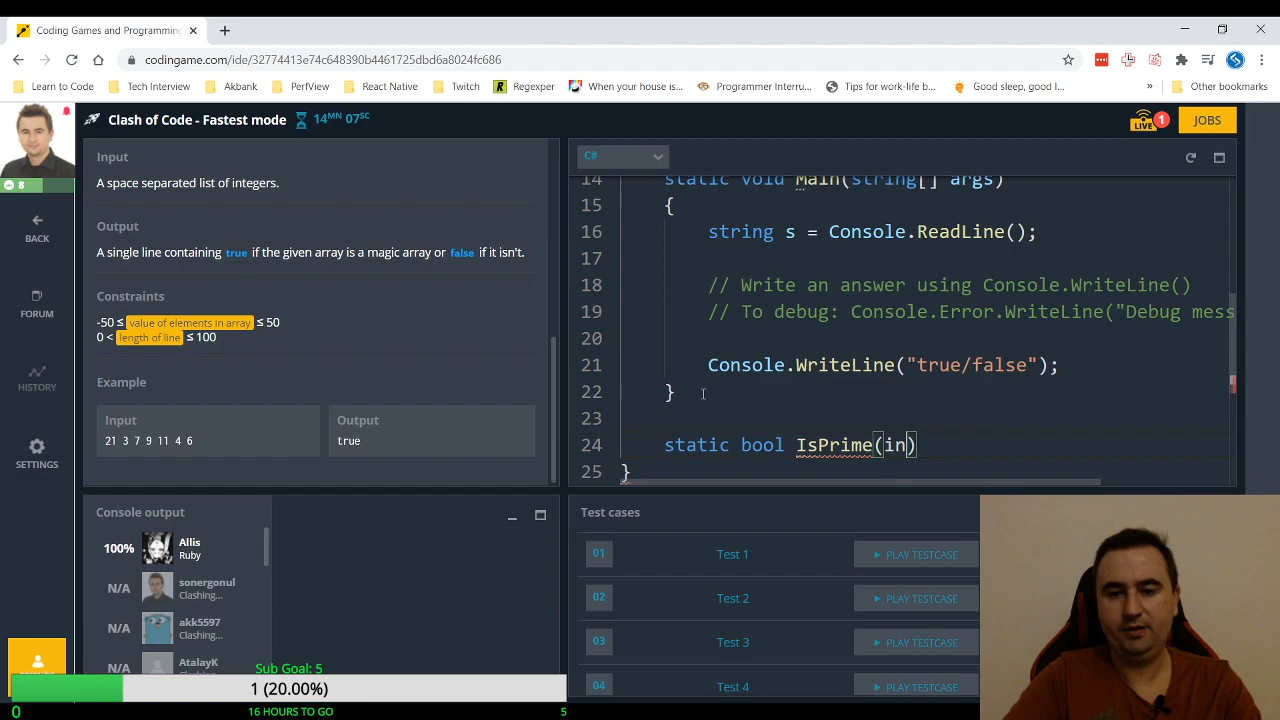 Coding Games and Programming
codingame.com/ide/32774413e74c648390b4461725dbd6a8024fc686
Learn to Code Tech Interview Akbank PerfView React Native Twitch Regexper When your house is... Programmer Interru... Tips for work-life b... Good sleep, good l... » Other bookmarks
Clash of Code - Fastest mode 14 MN 07 SC LIVE 1 JOBS
8
BACK
FORUM
HISTORY
SETTINGS
Input
A space separated list of integers.
Output
A single line containing true if the given array is a magic array or false if it isn't.
Constraints
-50 ≤ value of elements in array ≤ 50
0 < length of line ≤ 100
Example
Input Output
21 3 7 9 11 4 6 true
C#
14 static void Main(string[] args)
15 {
16 string s = Console.ReadLine();
17
18 // Write an answer using Console.WriteLine()
19 // To debug: Console.Error.WriteLine("Debug mess
20
21 Console.WriteLine("true/false");
22 }
23
24 static bool IsPrime(in)
25 }
Console output
100% Allis
Ruby
N/A sonergonul
Clashing...
N/A akk5597
Clashing...
N/A AtalayK
Clashing...
Test cases
01 Test 1 PLAY TESTCASE
02 Test 2 PLAY TESTCASE
03 Test 3 PLAY TESTCASE
04 Test 4 PLAY TESTCASE
Sub Goal: 5
1 (20.00%)
0 16 HOURS TO GO 5